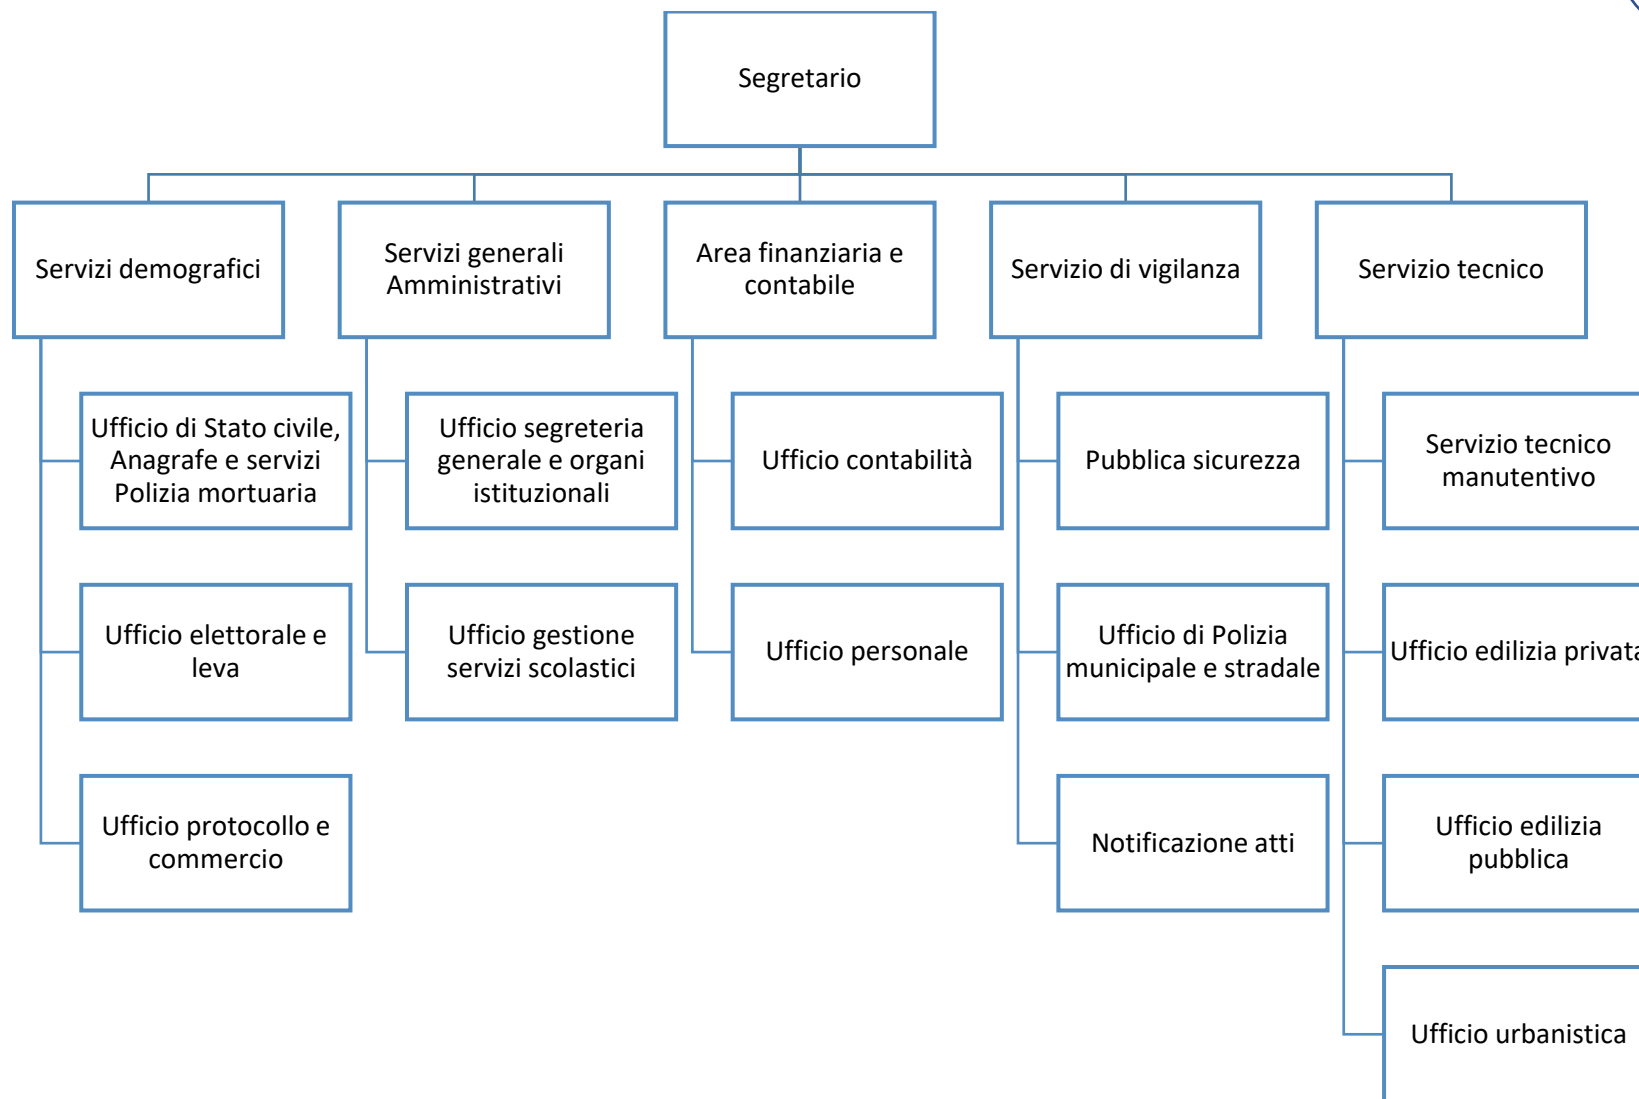 Segretario
Servizi demografici
Servizi generali
Amministrativi
Area finanziaria e
contabile
Servizio di vigilanza
Servizio tecnico
Ufficio di Stato civile,
Anagrafe e servizi
Polizia mortuaria
Ufficio elettorale e
leva
Ufficio protocollo e
commercio
Ufficio segreteria
generale e organi
istituzionali
Ufficio gestione
servizi scolastici
Ufficio contabilità
Ufficio personale
Pubblica sicurezza
Ufficio di Polizia
municipale e stradale
Notificazione atti
Servizio tecnico
manutentivo
Ufficio edilizia privata
Ufficio edilizia
pubblica
Ufficio urbanistica